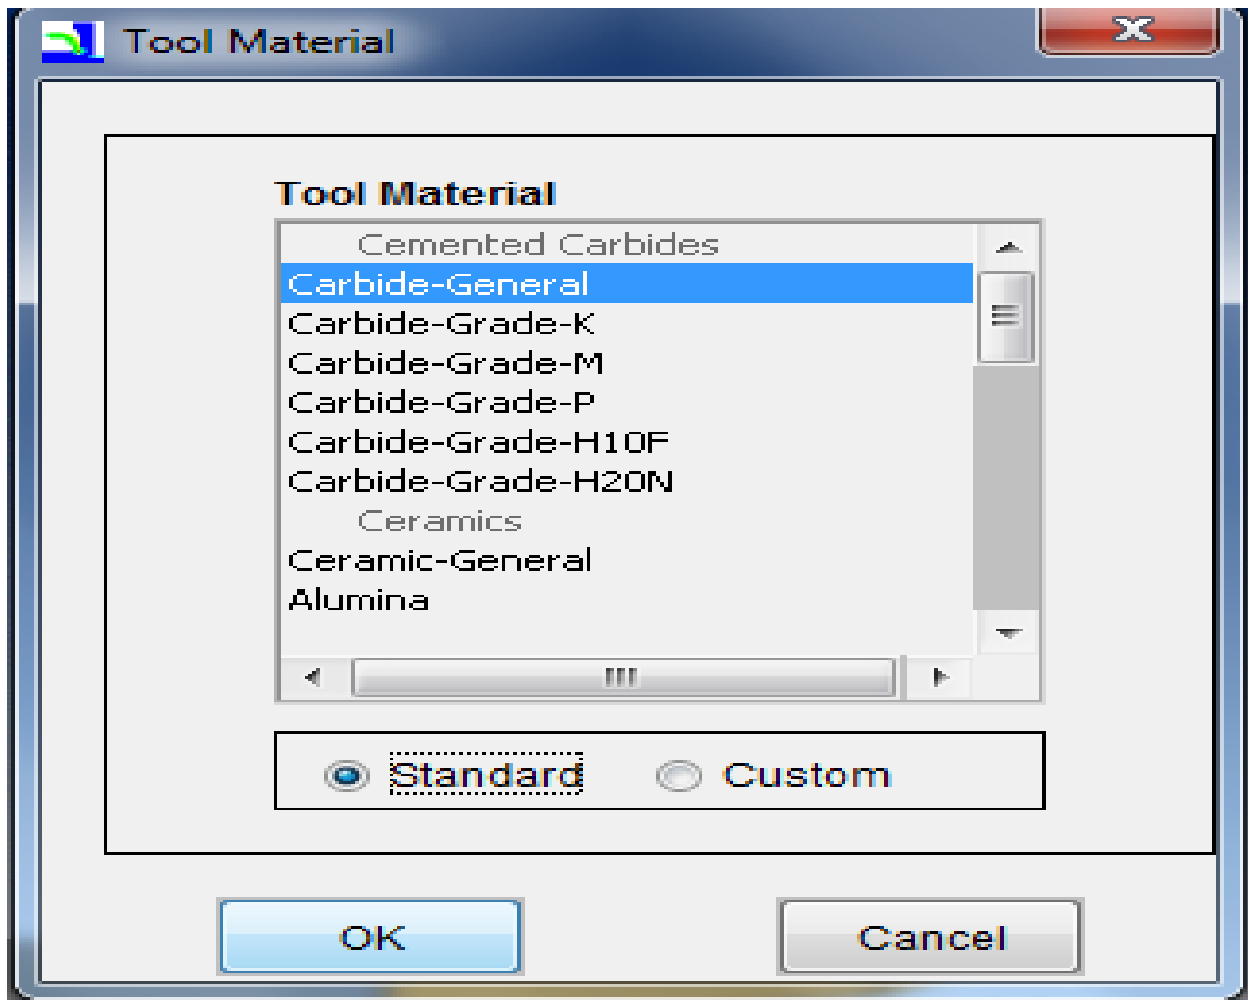 Tool Material
Tool Material
Cemented Carbides
Carbide-General
Carbide-Grade-K
Carbide-Grade-M
Carbide-Grade-P
Carbide-Grade-H10F
Carbide-Grade-H20N
Ceramics
Ceramic-General
Alumina
Standard Custom
OK Cancel